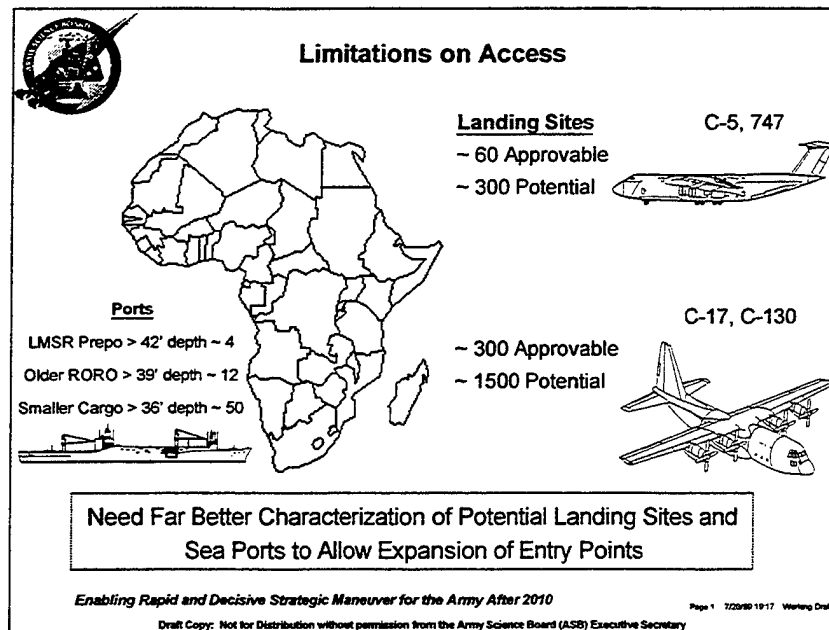 Limitations on Access
Landing Sites
~ 60 Approvable
~ 300 Potential
C-5, 747
Ports
LMSR Prepo > 42' depth ~ 4
Older RORO > 39' depth ~ 12
Smaller Cargo > 36' depth ~ 50
~ 300 Approvable
~ 1500 Potential
C-17, C-130
Need Far Better Characterization of Potential Landing Sites and
Sea Ports to Allow Expansion of Entry Points
Enabling Rapid and Decisive Strategic Maneuver for the Army After 2010
Page 1 19:17 Working Draft
Draft Copy: Not for Distribution without permission from the Army Science Board (ASB) Executive Secretary